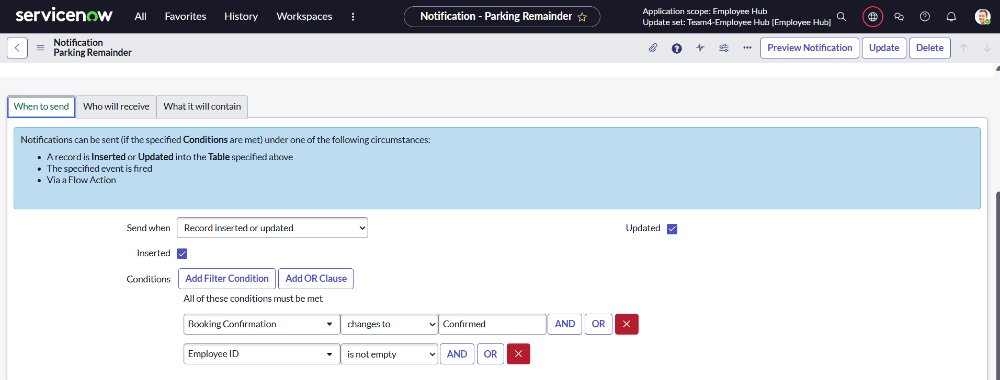 servicenow All Favorites History Workspaces Notification - Parking Remainder Application scope: Employee Hub
Update set: Team4-Employee Hub [Employee Hub]
Notification
Parking Remainder
Preview Notification Update Delete
When to send Who will receive What it will contain
Notifications can be sent (if the specified Conditions are met) under one of the following circumstances:
• A record is Inserted or Updated into the Table specified above
• The specified event is fired
• Via a Flow Action
Send when Record inserted or updated Updated
Inserted
Conditions Add Filter Condition Add OR Clause
All of these conditions must be met
Booking Confirmation changes to Confirmed AND OR
Employee ID is not empty AND OR